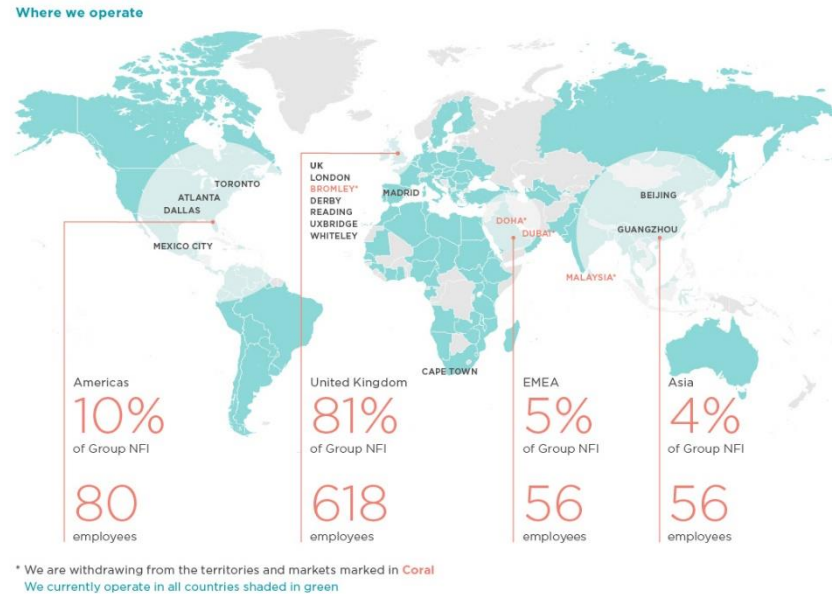 Where we operate
TORONTO
ATLANTA
DALLAS
MEXICO CITY
UK
LONDON
BROMLEY*
DERBY
READING
UXBRIDGE
WHITELEY
MADRID
CAPE TOWN
DOHA*
DUBAI*
BEIJING
GUANGZHOU
MALAYSIA*
Americas
10%
of Group NFI
80
employees
United Kingdom
81%
of Group NFI
618
employees
EMEA
5%
of Group NFI
56
employees
Asia
4%
of Group NFI
56
employees
* We are withdrawing from the territories and markets marked in Coral
We currently operate in all countries shaded in green